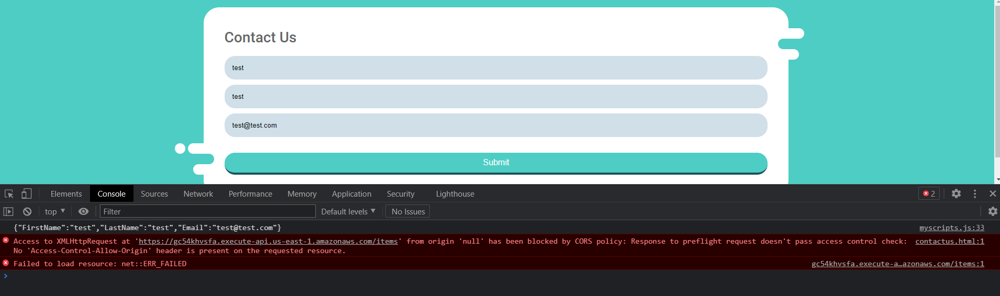 Contact Us
test
test
test@test.com
Submit
Elements Console Sources Network Performance Memory Application Security Lighthouse 2
top Filter Default levels No Issues
{"FirstName":"test","LastName":"test","Email":"test@test.com"} myscripts.js:33
Access to XMLHttpRequest at 'https://gc54khvsfa.execute-api.us-east-1.amazonaws.com/items' from origin 'null' has been blocked by CORS policy: Response to preflight request doesn't pass access control check: contactus.html:1
No 'Access-Control-Allow-Origin' header is present on the requested resource.
Failed to load resource: net::ERR_FAILED gc54khvsfa.execute-a…azonaws.com/items:1